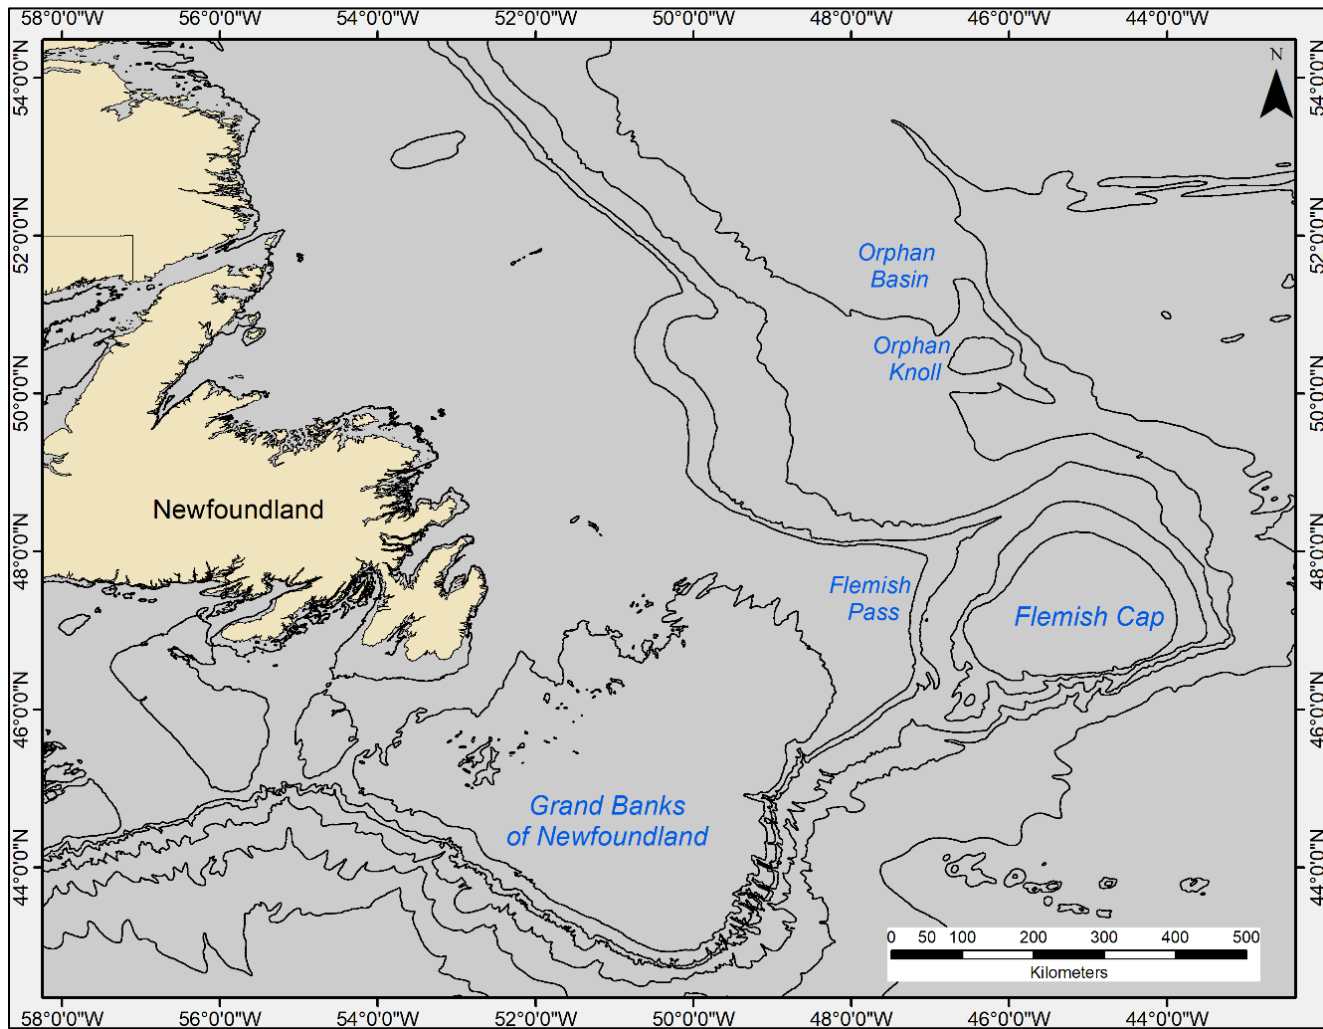 58°0'0"W 56°0'0"W 54°0'0"W 52°0'0"W 50°0'0"W 48°0'0"W 46°0'0"W 44°0'0"W
N
54°0'0"N 54°0'0"N
52°0'0"N 52°0'0"N
Orphan
Basin
Orphan
Knoll
50°0'0"N 50°0'0"N
Newfoundland
48°0'0"N 48°0'0"N
Flemish
Pass
Flemish Cap
46°0'0"N 46°0'0"N
Grand Banks
of Newfoundland
44°0'0"N 44°0'0"N
0 50 100 200 300 400 500
Kilometers
58°0'0"W 56°0'0"W 54°0'0"W 52°0'0"W 50°0'0"W 48°0'0"W 46°0'0"W 44°0'0"W